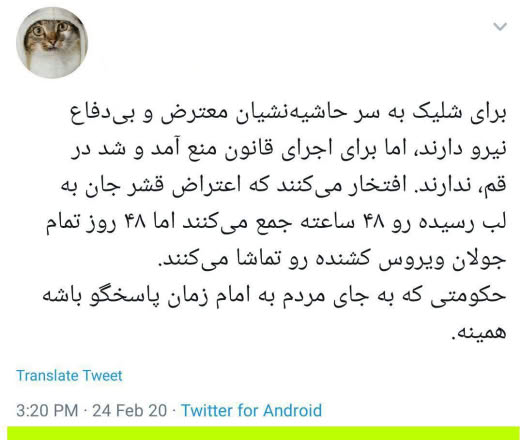 برای شلیک به سر حاشیه‌نشیان معترض و بی‌دفاع
نیرو دارند، اما برای اجرای قانون منع آمد و شد در
قم، ندارند. افتخار می‌کنند که اعتراض قشر جان به
لب رسیده رو ۴۸ ساعته جمع می‌کنند اما ۴۸ روز تمام
جولان ویروس کشنده رو تماشا می‌کنند.
حکومتی که به جای مردم به امام زمان پاسخگو باشه
همینه.
Translate Tweet
3:20 PM · 24 Feb 20 · Twitter for Android